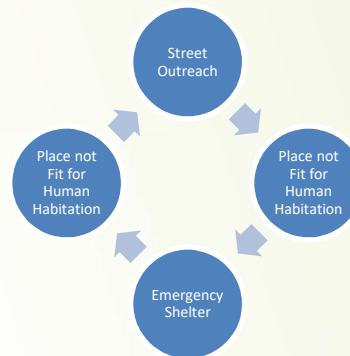 Street
Outreach
Place not
Fit for
Human
Habitation
Place not
Fit for
Human
Habitation
Emergency
Shelter